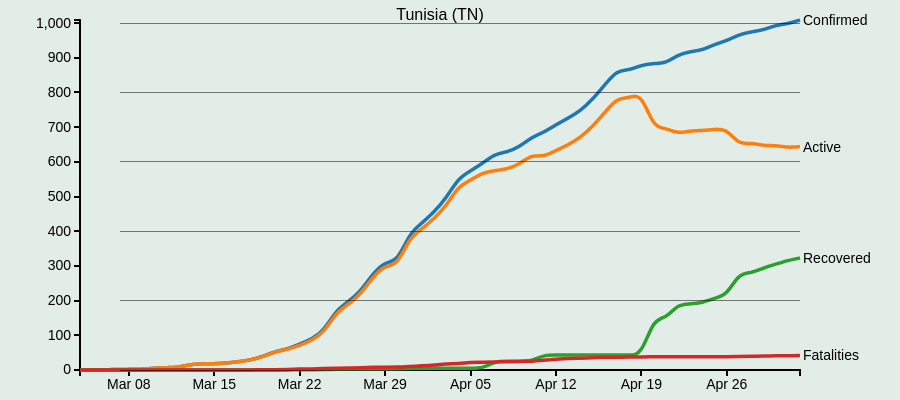 Tunisia (TN)
1,000
900
800
700
600
500
400
300
200
100
0
Confirmed
Active
Recovered
Fatalities
Mar 08 Mar 15 Mar 22 Mar 29 Apr 05 Apr 12 Apr 19 Apr 26